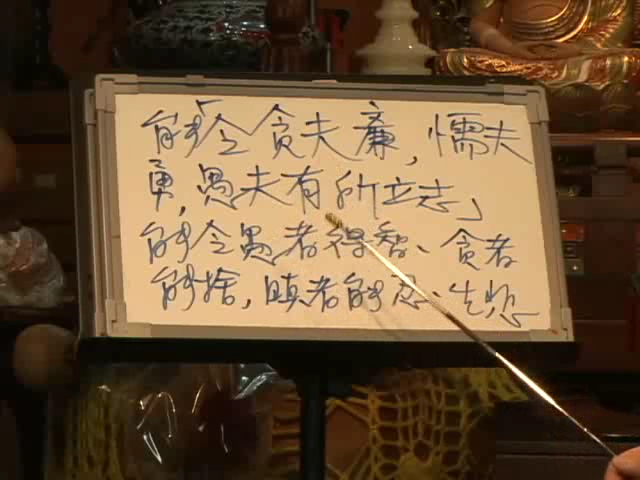 能「令貪夫廉，懦夫
勇，愚夫有所立志」
能令愚者得智、貪者
能捨，瞋者能忍、生慈